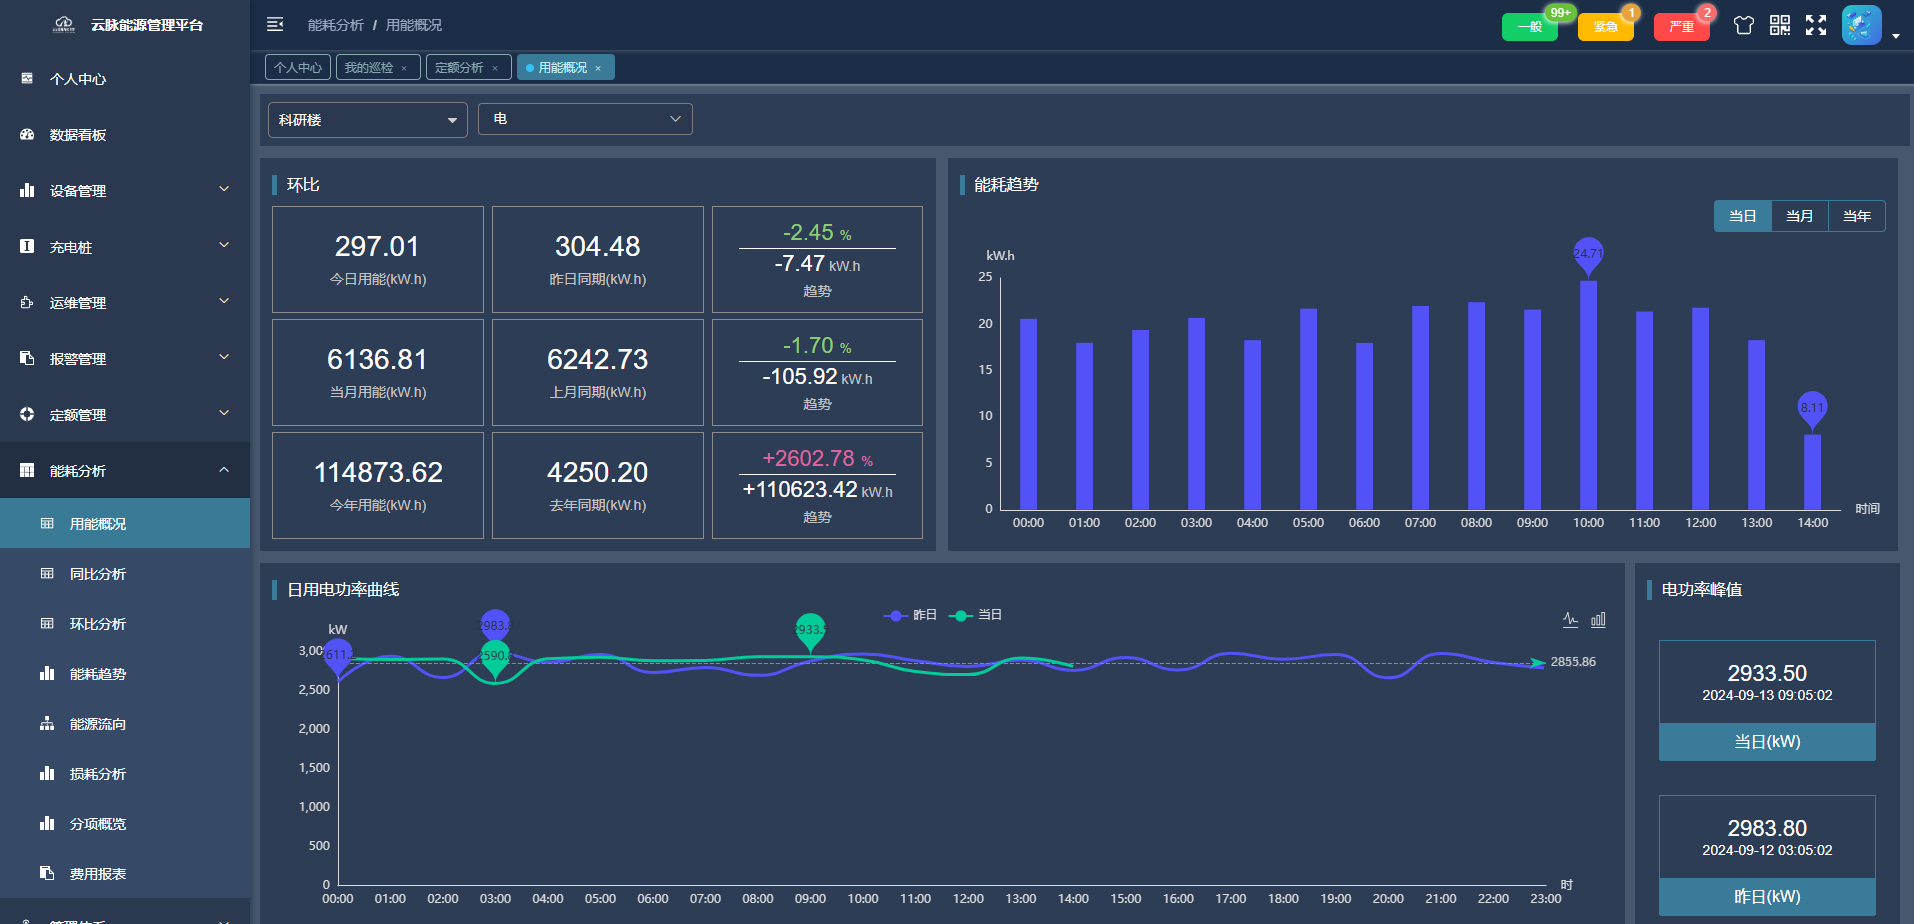 云脉能源管理平台
能耗分析 / 用能概况
一般 99+
紧急 1
严重 2
个人中心
我的巡检 ×
定额分析 ×
用能概况 ×
个人中心
数据看板
设备管理
充电桩
运维管理
报警管理
定额管理
能耗分析
用能概况
同比分析
环比分析
能耗趋势
能源流向
损耗分析
分项概览
费用报表
科研楼
电
环比
297.01
今日用能(kW.h)
304.48
昨日同期(kW.h)
-2.45 %
-7.47 kW.h
趋势
6136.81
当月用能(kW.h)
6242.73
上月同期(kW.h)
-1.70 %
-105.92 kW.h
趋势
114873.62
今年用能(kW.h)
4250.20
去年同期(kW.h)
+2602.78 %
+110623.42 kW.h
趋势
能耗趋势
当日 当月 当年
kW.h
25
20
15
10
5
0
24.71
8.11
00:00 01:00 02:00 03:00 04:00 05:00 06:00 07:00 08:00 09:00 10:00 11:00 12:00 13:00 14:00
时间
日用电功率曲线
昨日 当日
kW
3,000
2,500
2,000
1,500
1,000
500
0
2855.86
00:00 01:00 02:00 03:00 04:00 05:00 06:00 07:00 08:00 09:00 10:00 11:00 12:00 13:00 14:00 15:00 16:00 17:00 18:00 19:00 20:00 21:00 22:00 23:00
时
电功率峰值
2933.50
2024-09-13 09:05:02
当日(kW)
2983.80
2024-09-12 03:05:02
昨日(kW)